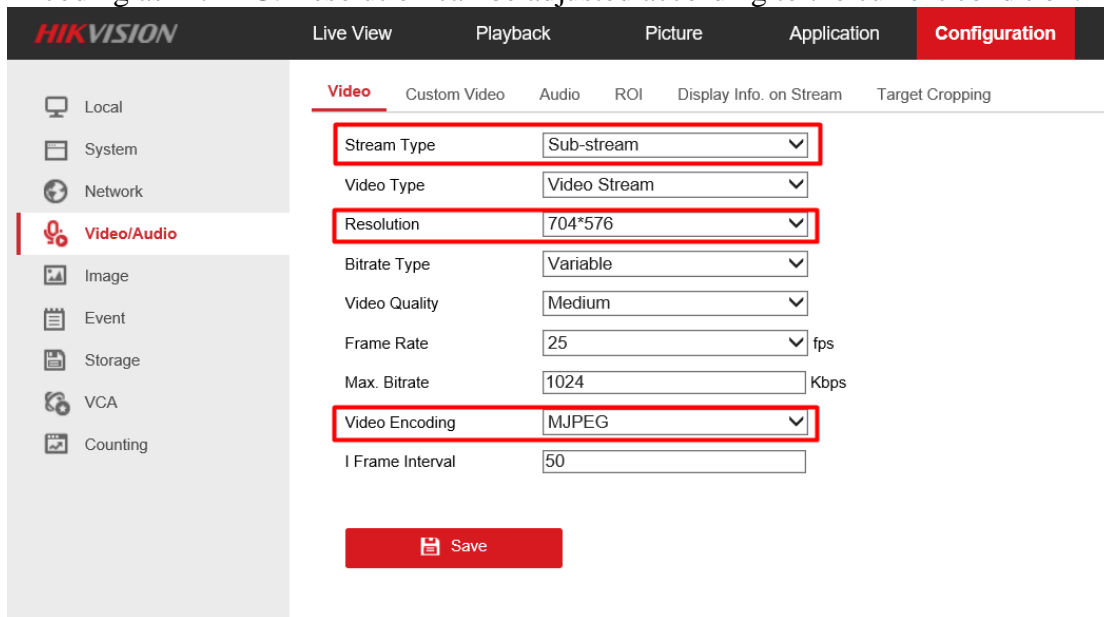 HIKVISION Live View Playback Picture Application Configuration
Local
System
Network
Video/Audio
Image
Event
Storage
VCA
Counting
Video Custom Video Audio ROI Display Info. on Stream Target Cropping
Stream Type Sub-stream
Video Type Video Stream
Resolution 704*576
Bitrate Type Variable
Video Quality Medium
Frame Rate 25 fps
Max. Bitrate 1024 Kbps
Video Encoding MJPEG
I Frame Interval 50
Save